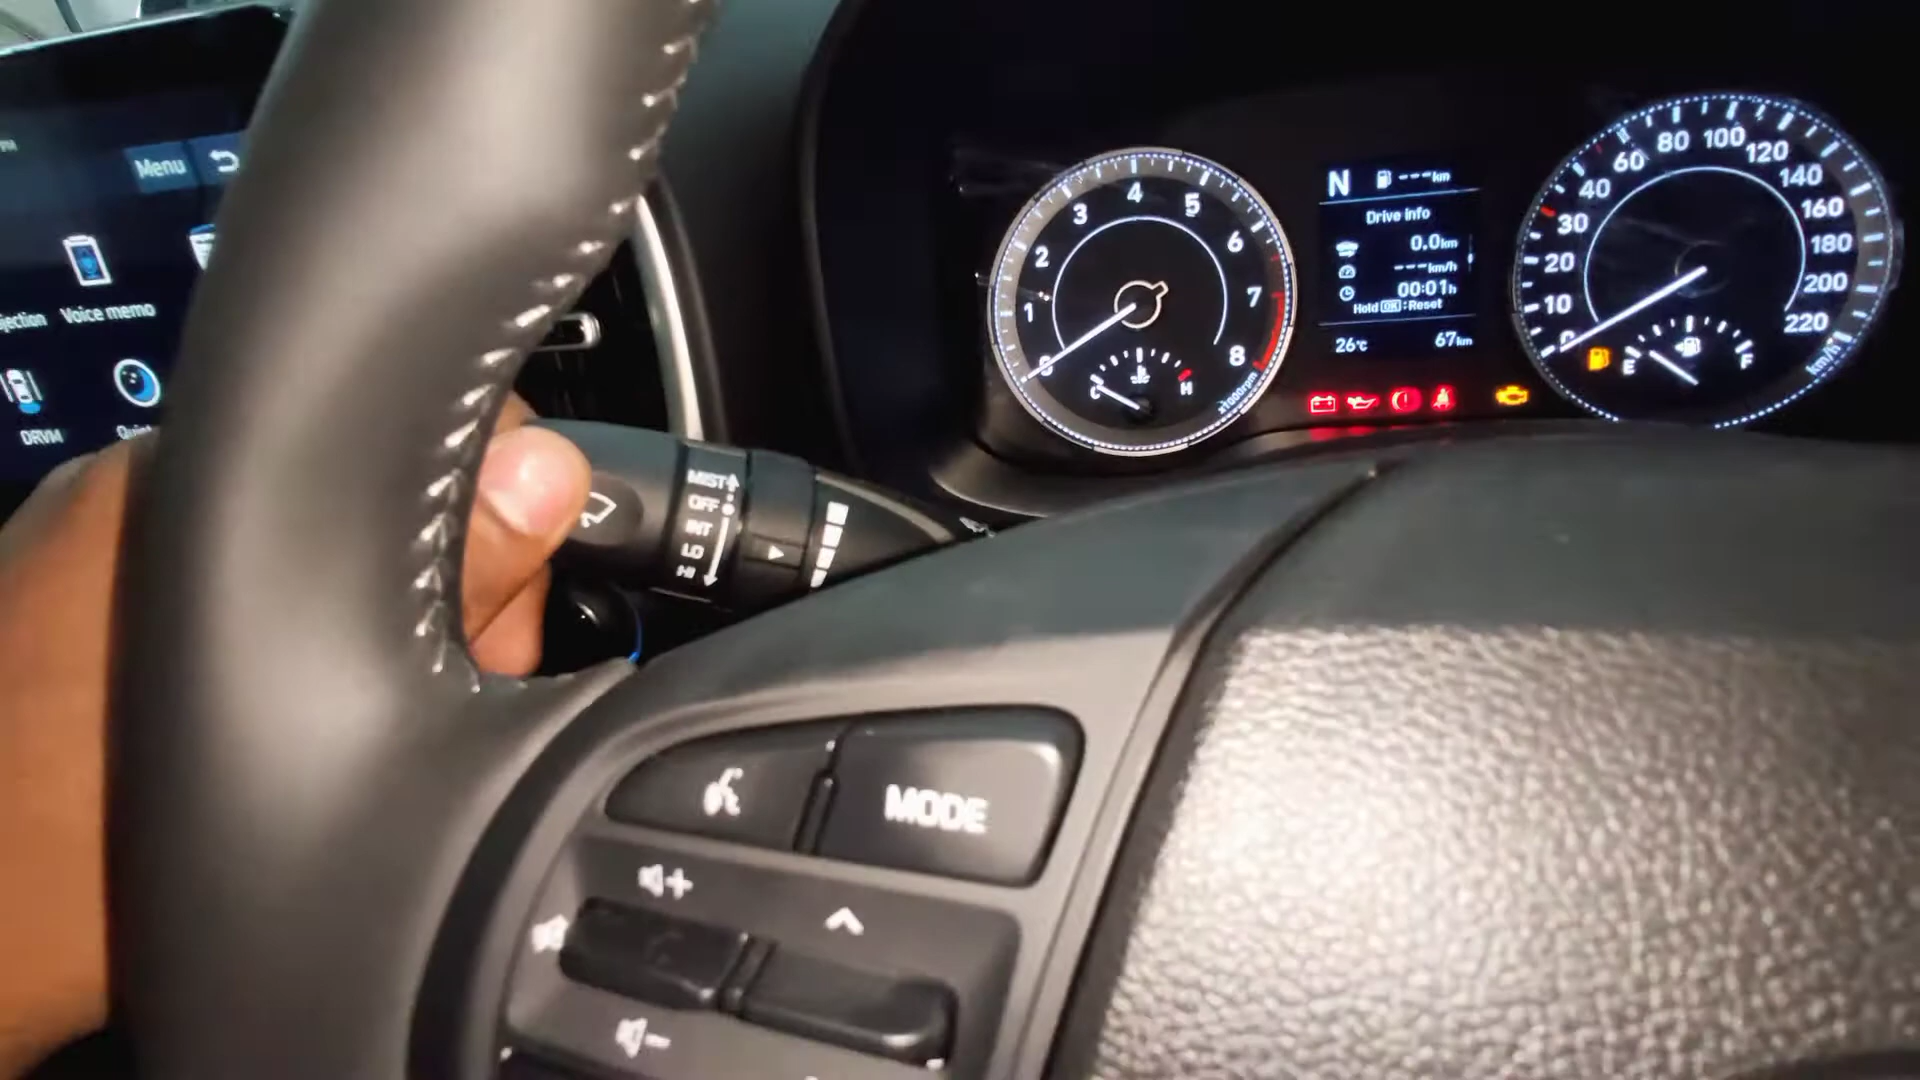 Menu
Voice memo
DRVM
MIST
OFF
INT
LO
HI
MODE
0
1
2
3
4
5
6
7
8
x1000rpm
C
H
N
---km
Drive info
0.0km
---km/h
00:01h
Hold OK : Reset
26°C
67km
0
10
20
30
40
60
80
100
120
140
160
180
200
220
km/h
E
F